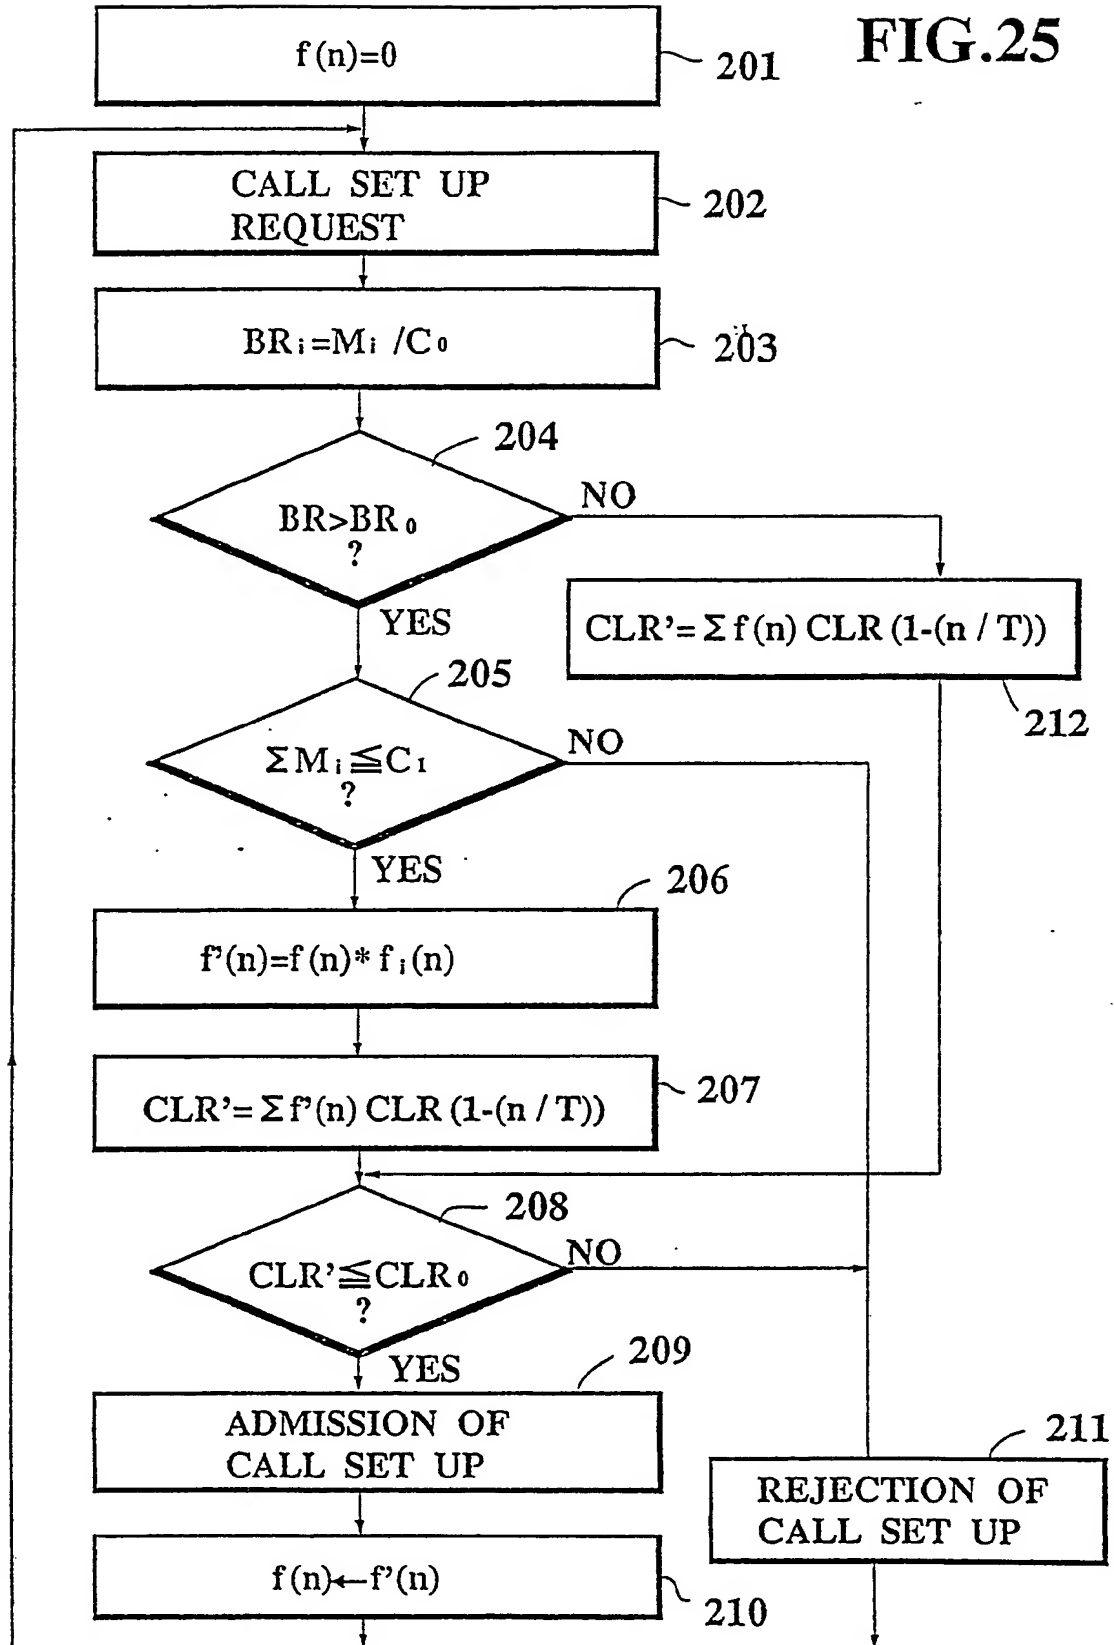 FIG.25
f(n)=0
201
CALL SET UP
REQUEST
202
BRi=Mi /C0
203
204
BR>BR0
?
NO
YES
CLR'=Σf(n) CLR (1-(n / T))
212
205
ΣMi≦C1
?
NO
YES
206
f'(n)=f(n)* fi(n)
CLR'=Σf'(n) CLR (1-(n / T))
207
208
CLR'≦CLR0
?
NO
YES
209
ADMISSION OF
CALL SET UP
211
REJECTION OF
CALL SET UP
f(n)←f'(n)
210